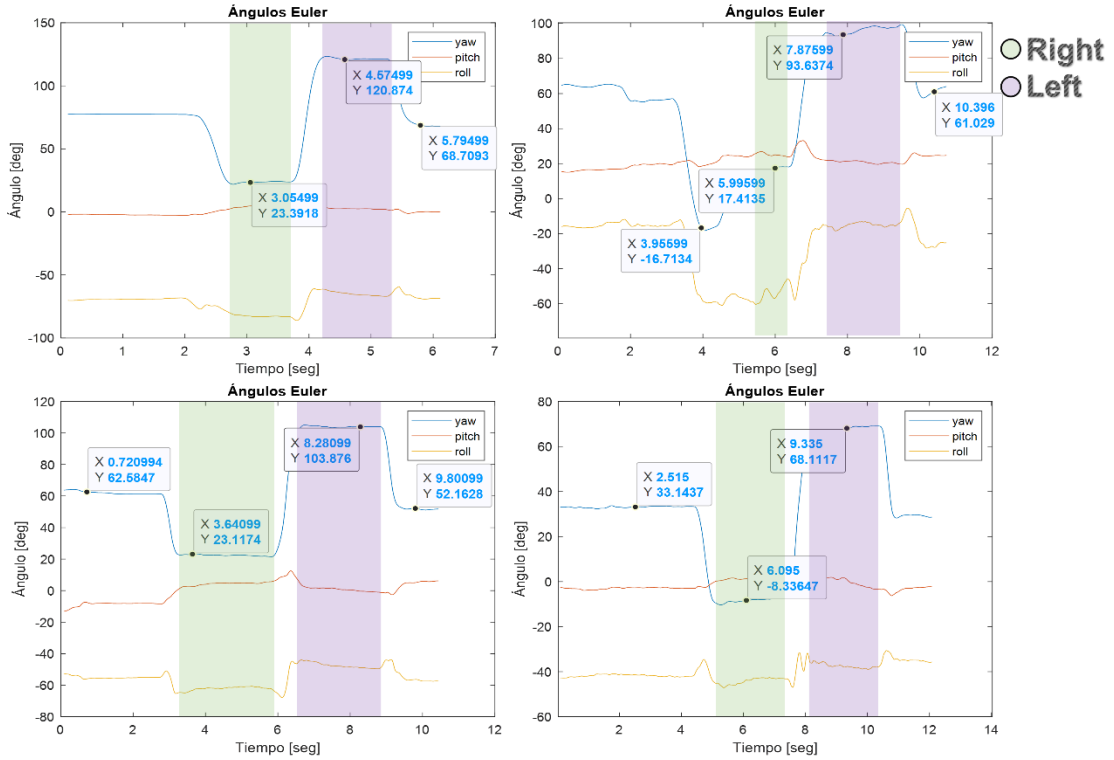 Ángulos Euler
yaw
pitch
roll
X 4.57499
Y 120.874
X 5.79499
Y 68.7093
X 3.05499
Y 23.3918
150
100
50
0
-50
-100
0 1 2 3 4 5 6 7
Ángulo [deg]
Tiempo [seg]
Ángulos Euler
yaw
pitch
roll
X 7.87599
Y 93.6374
X 10.396
Y 61.029
X 5.99599
Y 17.4135
X 3.95599
Y -16.7134
100
80
60
40
20
0
-20
-40
-60
0 2 4 6 8 10 12
Ángulo [deg]
Tiempo [seg]
Right
Left
Ángulos Euler
yaw
pitch
roll
X 0.720994
Y 62.5847
X 8.28099
Y 103.876
X 9.80099
Y 52.1628
X 3.64099
Y 23.1174
120
100
80
60
40
20
0
-20
-40
-60
-80
0 2 4 6 8 10 12
Ángulo [deg]
Tiempo [seg]
Ángulos Euler
yaw
pitch
roll
X 9.335
Y 68.1117
X 2.515
Y 33.1437
X 6.095
Y -8.33647
80
60
40
20
0
-20
-40
-60
0 2 4 6 8 10 12 14
Ángulo [deg]
Tiempo [seg]